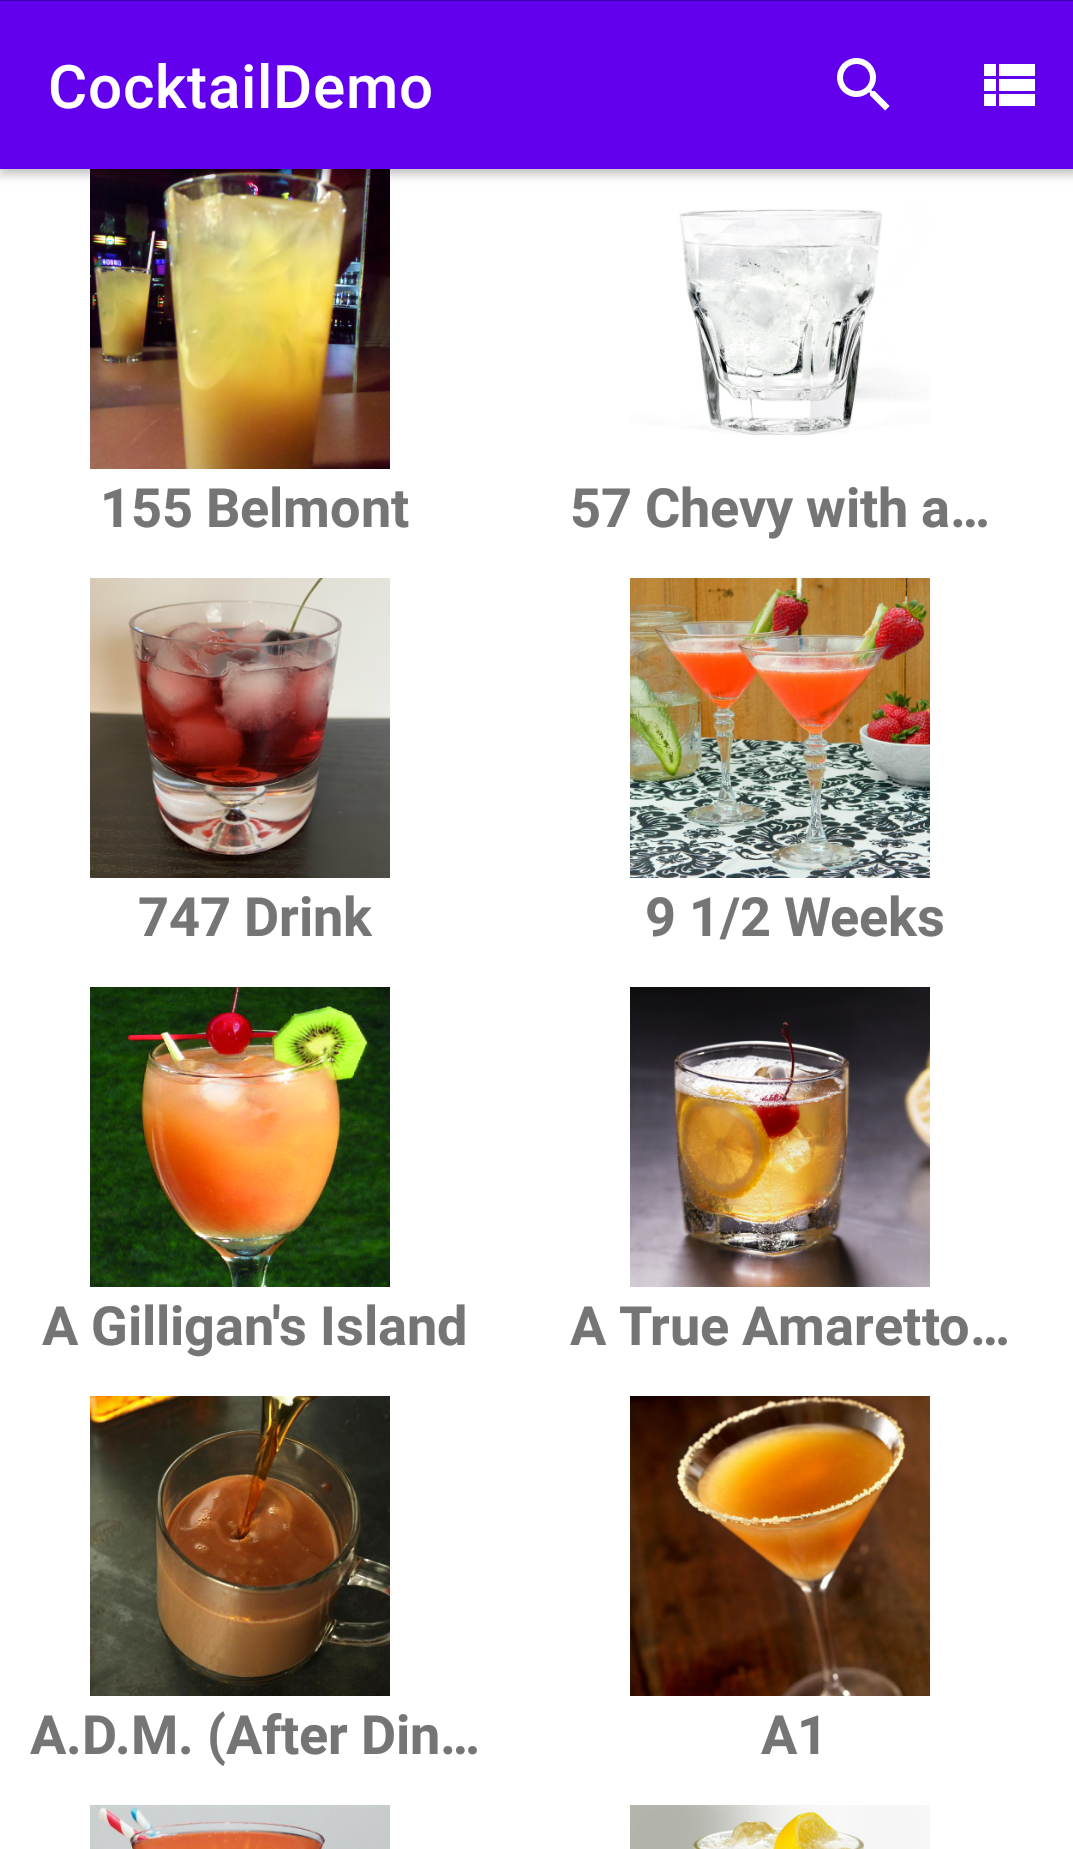 CocktailDemo
155 Belmont
57 Chevy with a...
747 Drink
9 1/2 Weeks
A Gilligan's Island
A True Amaretto...
A.D.M. (After Din...
A1